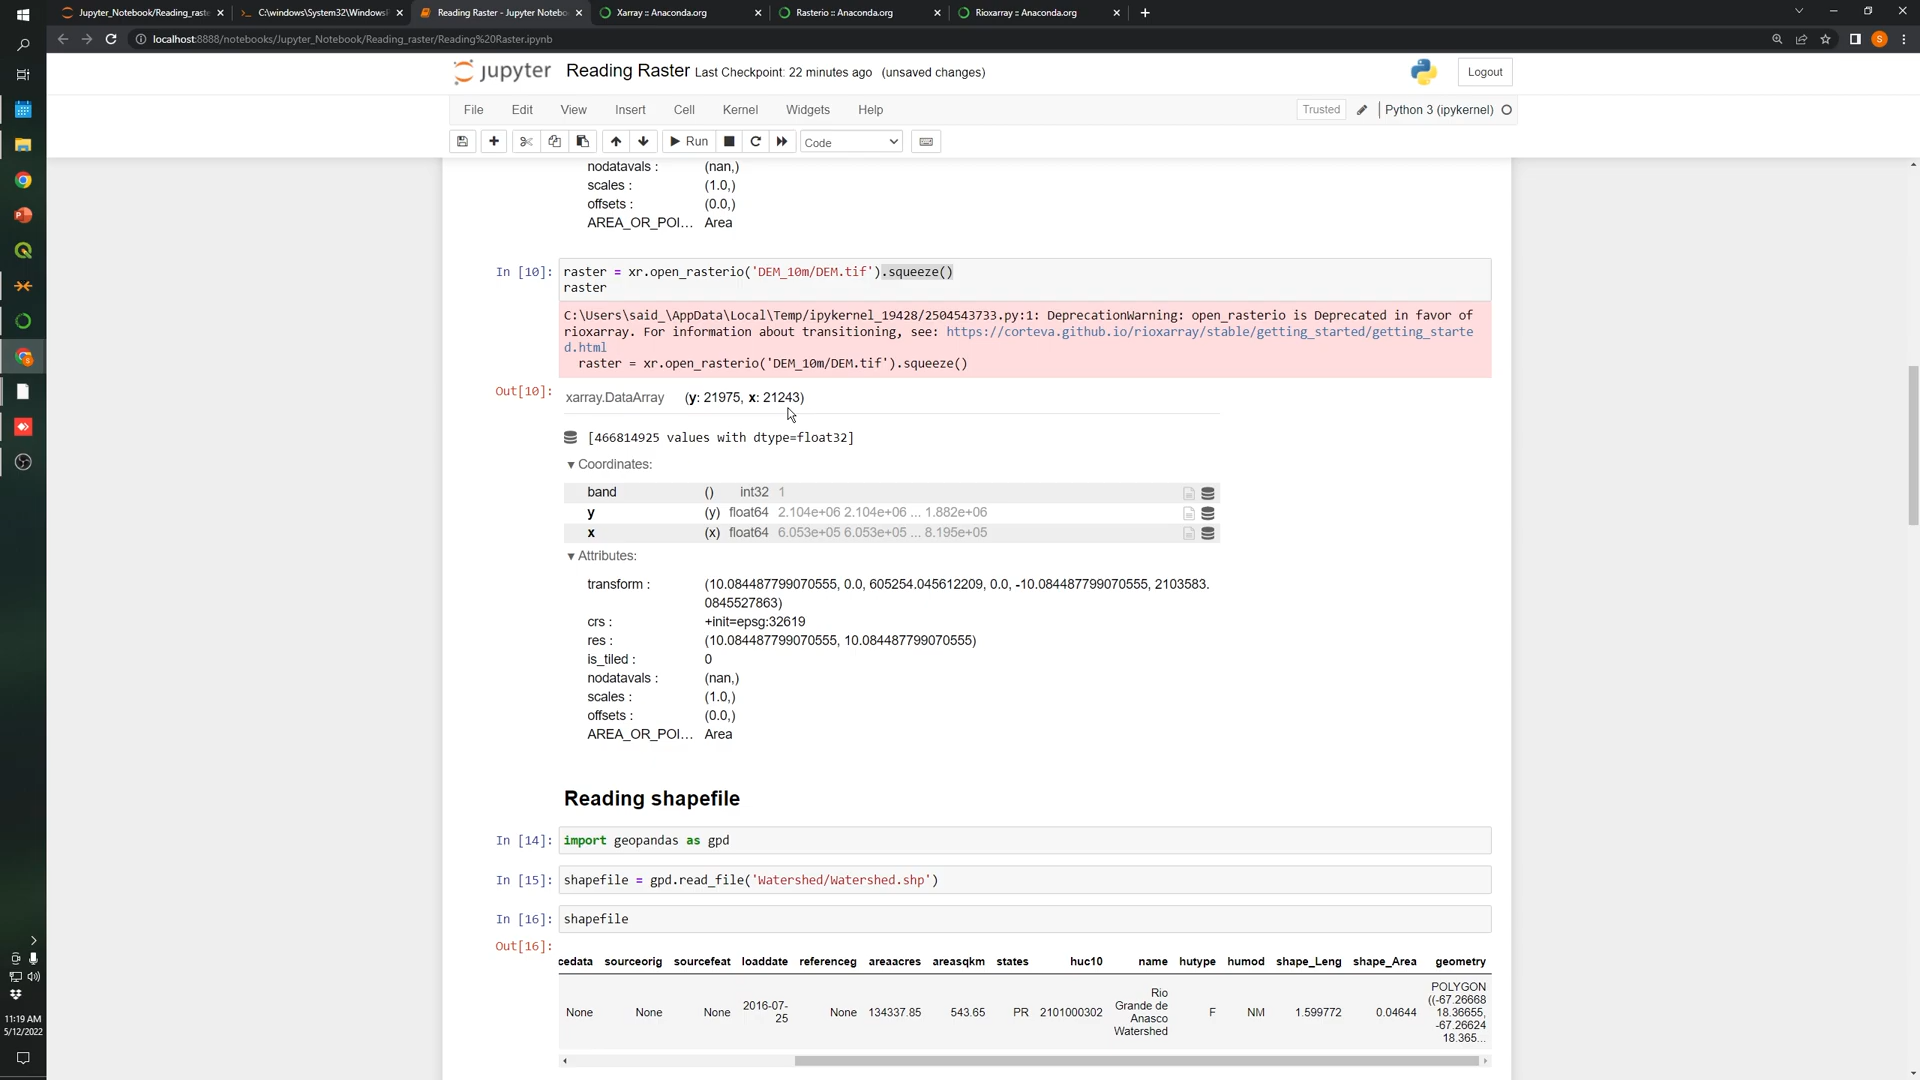 Jupyter_Notebook/Reading_raste
C:\windows\System32\WindowsF
Reading Raster - Jupyter Notebo
Xarray :: Anaconda.org
Rasterio :: Anaconda.org
Rioxarray :: Anaconda.org
localhost:8888/notebooks/Jupyter_Notebook/Reading_raster/Reading%20Raster.ipynb
S
jupyter Reading Raster Last Checkpoint: 22 minutes ago (unsaved changes)
Logout
File Edit View Insert Cell Kernel Widgets Help
Trusted Python 3 (ipykernel)
Run Code
nodatavals : (nan,)
scales : (1.0,)
offsets : (0.0,)
AREA_OR_POI... Area
In [10]: raster = xr.open_rasterio('DEM_10m/DEM.tif').squeeze()
raster
C:\Users\said_\AppData\Local\Temp/ipykernel_19428/2504543733.py:1: DeprecationWarning: open_rasterio is Deprecated in favor of
rioxarray. For information about transitioning, see: https://corteva.github.io/rioxarray/stable/getting_started/getting_starte
d.html
raster = xr.open_rasterio('DEM_10m/DEM.tif').squeeze()
Out[10]: xarray.DataArray (y: 21975, x: 21243)
[466814925 values with dtype=float32]
▼ Coordinates:
band () int32 1
y (y) float64 2.104e+06 2.104e+06 ... 1.882e+06
x (x) float64 6.053e+05 6.053e+05 ... 8.195e+05
▼ Attributes:
transform : (10.084487799070555, 0.0, 605254.045612209, 0.0, -10.084487799070555, 2103583.
0845527863)
crs : +init=epsg:32619
res : (10.084487799070555, 10.084487799070555)
is_tiled : 0
nodatavals : (nan,)
scales : (1.0,)
offsets : (0.0,)
AREA_OR_POI... Area
Reading shapefile
In [14]: import geopandas as gpd
In [15]: shapefile = gpd.read_file('Watershed/Watershed.shp')
In [16]: shapefile
Out[16]:
cedata sourceorig sourcefeat loaddate referenceg areaacres areasqkm states huc10 name hutype humod shape_Leng shape_Area geometry
None None None 2016-07-25 None 134337.85 543.65 PR 2101000302 Rio Grande de Anasco Watershed F NM 1.599772 0.04644 POLYGON ((-67.26668 18.36655, -67.26624 18.365...
11:19 AM
5/12/2022